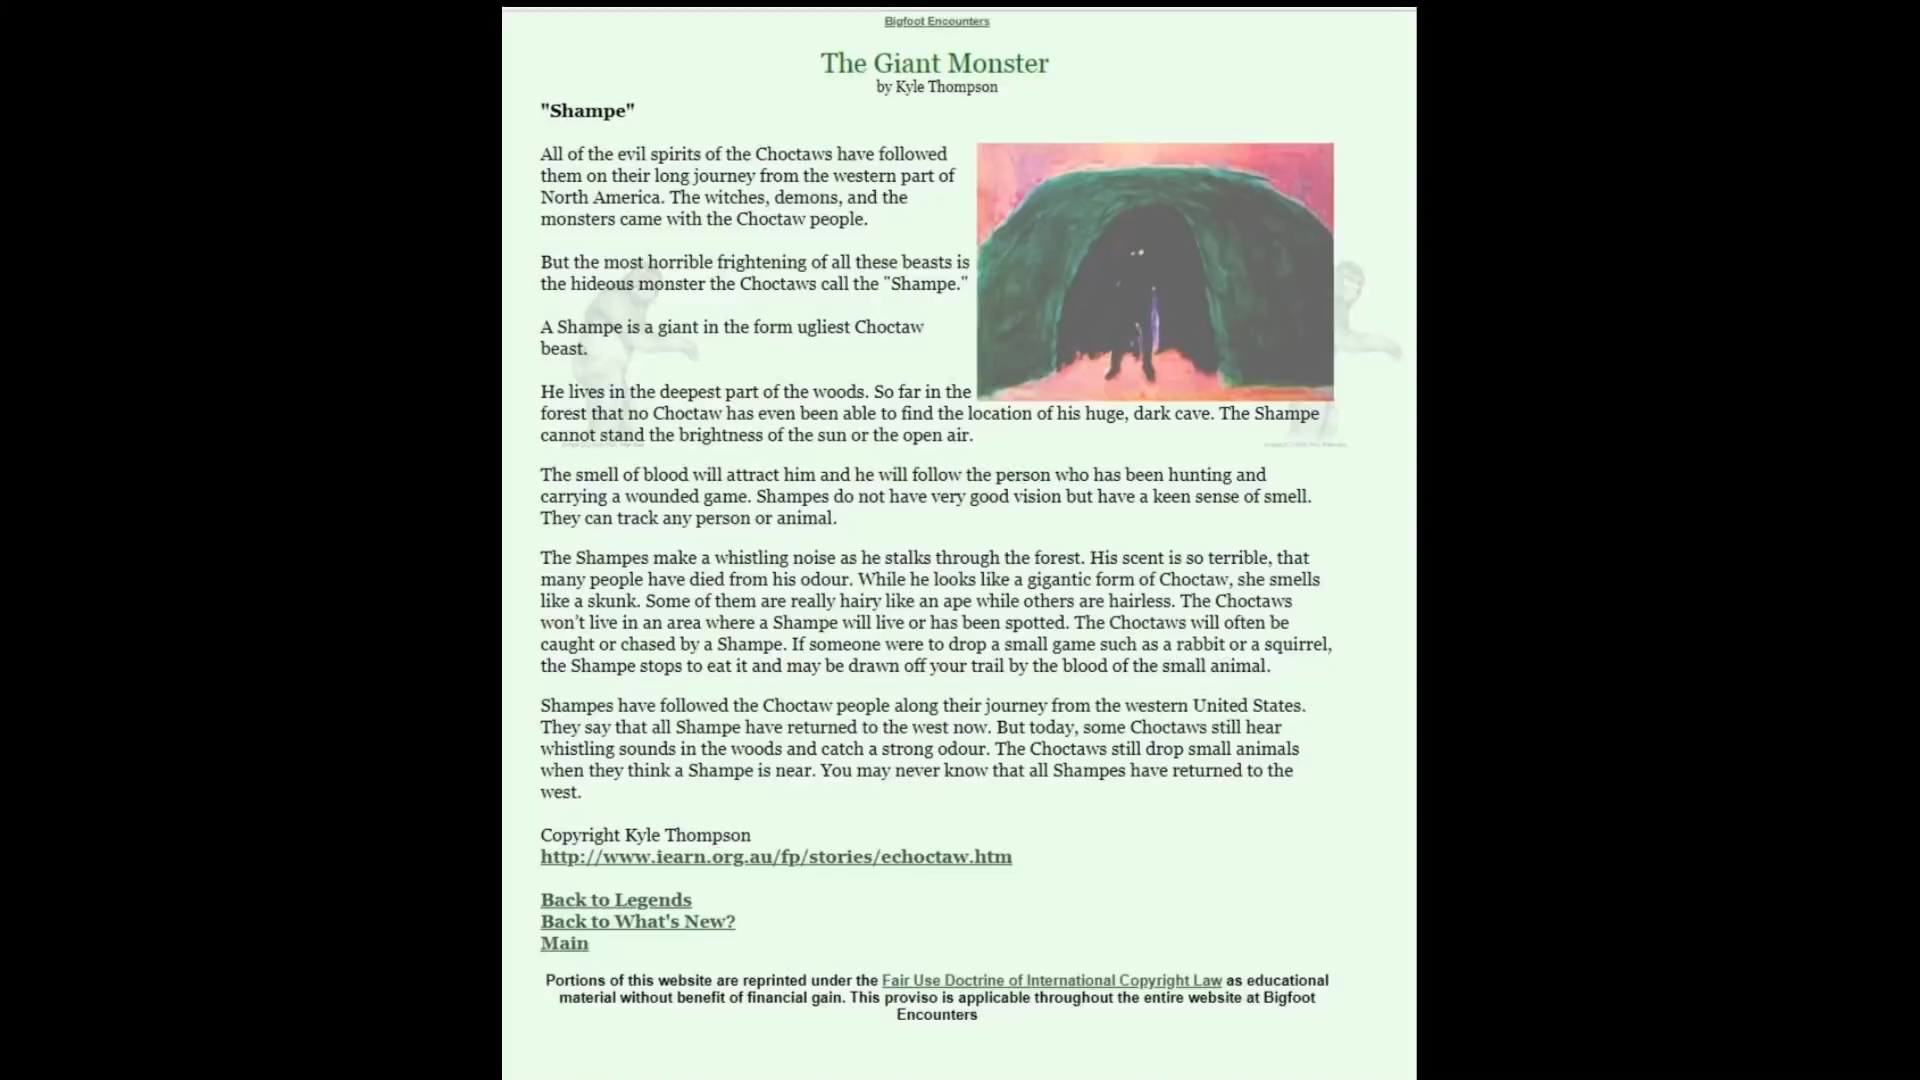 Bigfoot Encounters
The Giant Monster
by Kyle Thompson
"Shampe"
All of the evil spirits of the Choctaws have followed
them on their long journey from the western part of
North America. The witches, demons, and the
monsters came with the Choctaw people.
But the most horrible frightening of all these beasts is
the hideous monster the Choctaws call the "Shampe."
A Shampe is a giant in the form ugliest Choctaw
beast.
He lives in the deepest part of the woods. So far in the
forest that no Choctaw has even been able to find the location of his huge, dark cave. The Shampe
cannot stand the brightness of the sun or the open air.
The smell of blood will attract him and he will follow the person who has been hunting and
carrying a wounded game. Shampes do not have very good vision but have a keen sense of smell.
They can track any person or animal.
The Shampes make a whistling noise as he stalks through the forest. His scent is so terrible, that
many people have died from his odour. While he looks like a gigantic form of Choctaw, she smells
like a skunk. Some of them are really hairy like an ape while others are hairless. The Choctaws
won't live in an area where a Shampe will live or has been spotted. The Choctaws will often be
caught or chased by a Shampe. If someone were to drop a small game such as a rabbit or a squirrel,
the Shampe stops to eat it and may be drawn off your trail by the blood of the small animal.
Shampes have followed the Choctaw people along their journey from the western United States.
They say that all Shampe have returned to the west now. But today, some Choctaws still hear
whistling sounds in the woods and catch a strong odour. The Choctaws still drop small animals
when they think a Shampe is near. You may never know that all Shampes have returned to the
west.
Copyright Kyle Thompson
http://www.iearn.org.au/fp/stories/echoctaw.htm
Back to Legends
Back to What's New?
Main
Portions of this website are reprinted under the Fair Use Doctrine of International Copyright Law as educational
material without benefit of financial gain. This proviso is applicable throughout the entire website at Bigfoot
Encounters